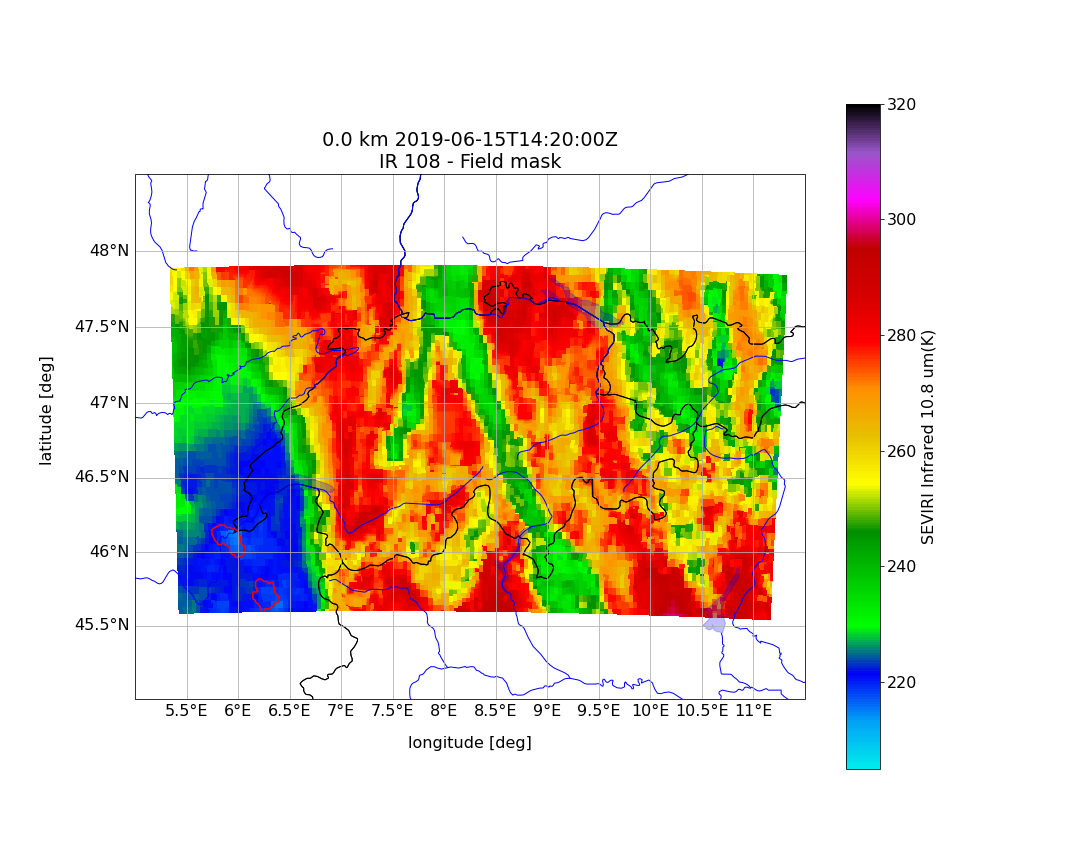 0.0 km 2019-06-15T14:20:00Z
IR 108 - Field mask
48°N
47.5°N
47°N
46.5°N
46°N
45.5°N
latitude [deg]
5.5°E 6°E 6.5°E 7°E 7.5°E 8°E 8.5°E 9°E 9.5°E 10°E 10.5°E 11°E
longitude [deg]
320
300
280
260
240
220
SEVIRI Infrared 10.8 um(K)